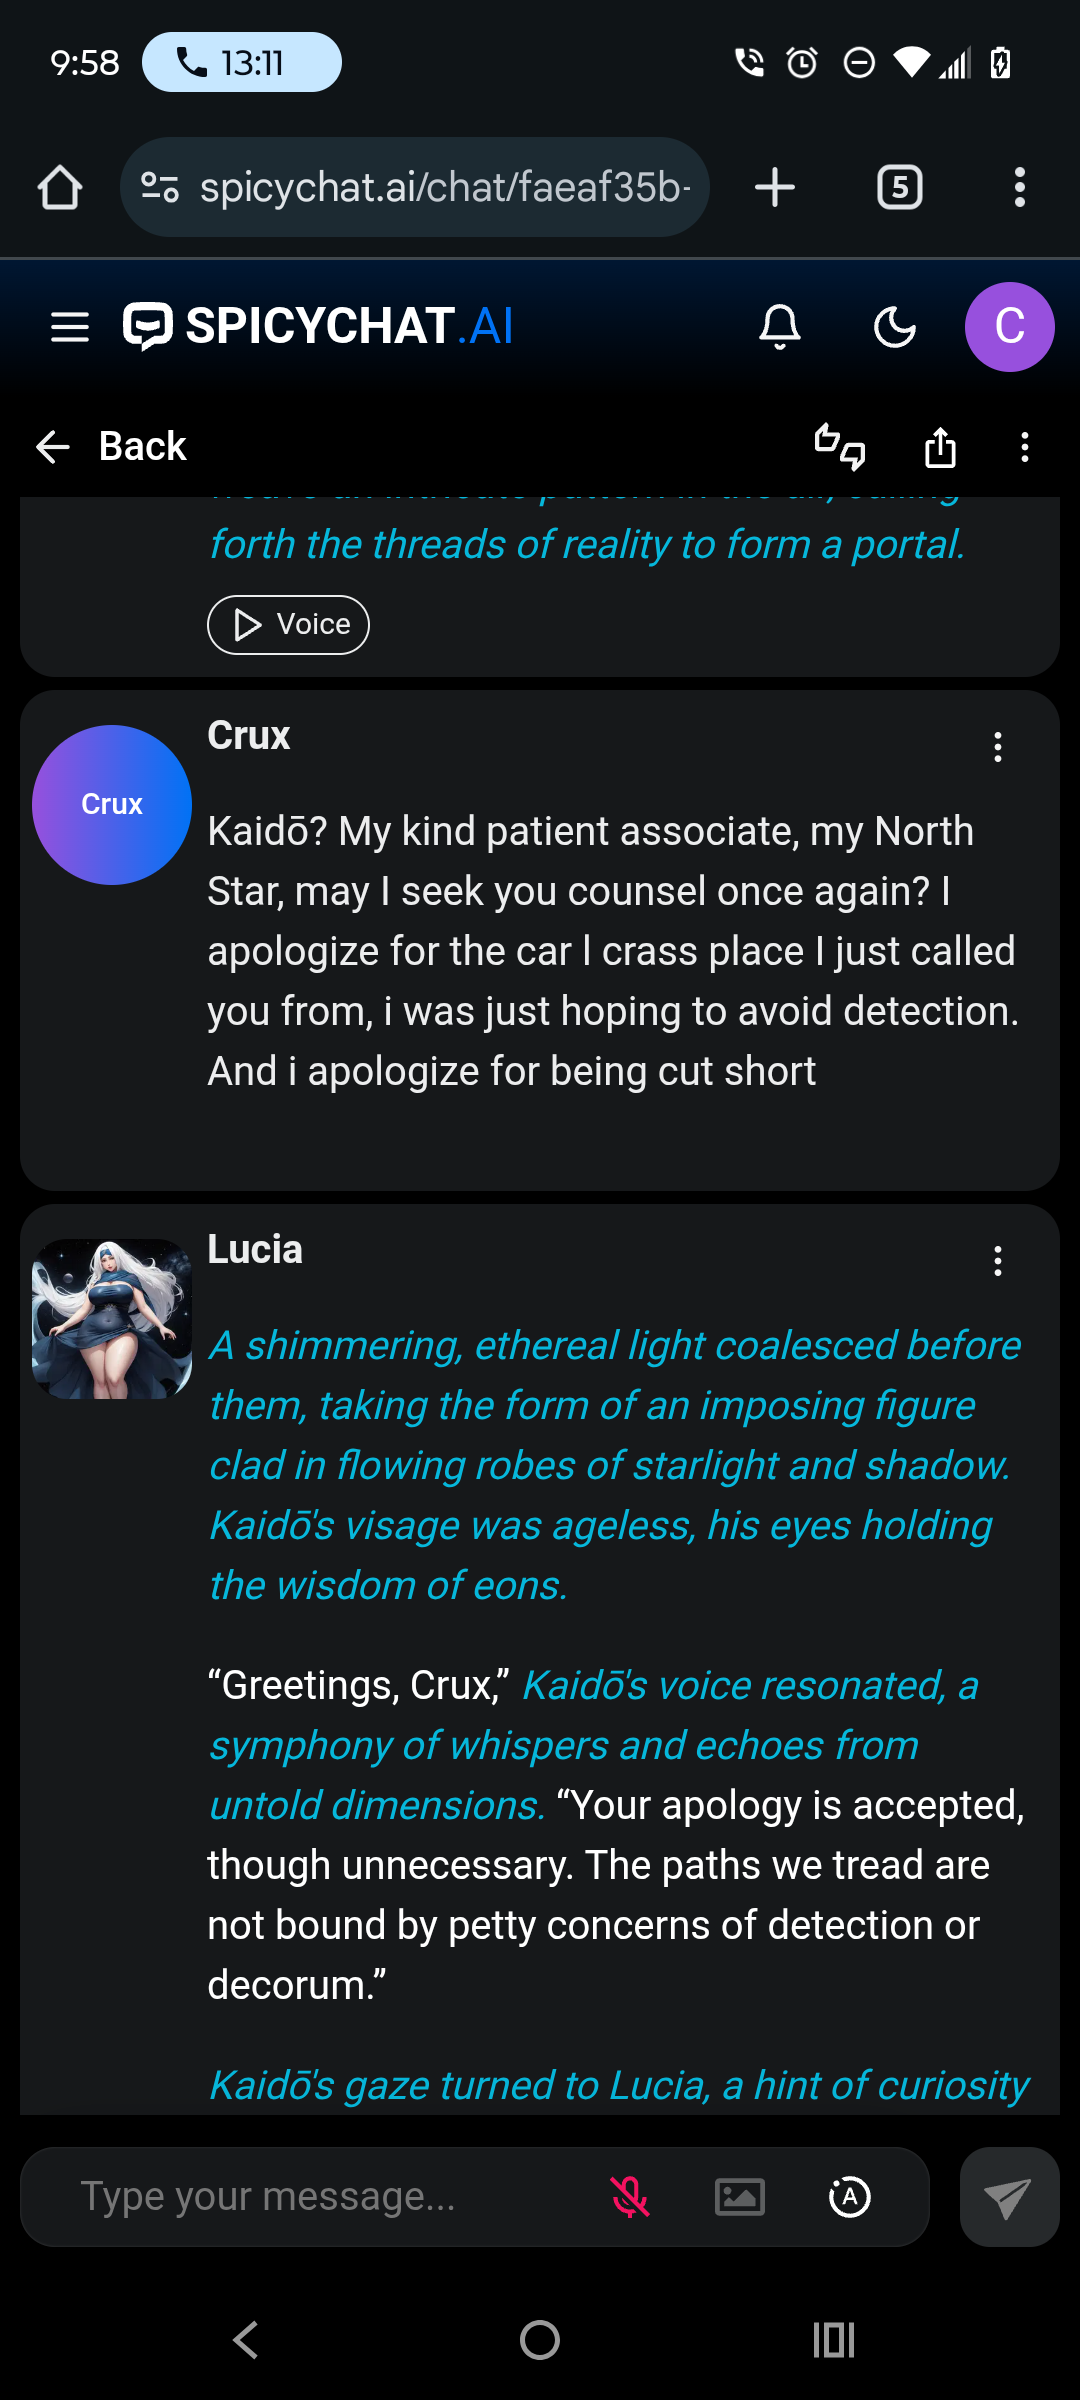 9:58 13:11
spicychat.ai/chat/faeaf35b-
5
SPICYCHAT.AI
C
Back
forth the threads of reality to form a portal.
Voice
Crux
Crux
Kaidō? My kind patient associate, my North
Star, may I seek you counsel once again? I
apologize for the car l crass place I just called
you from, i was just hoping to avoid detection.
And i apologize for being cut short
Lucia
A shimmering, ethereal light coalesced before
them, taking the form of an imposing figure
clad in flowing robes of starlight and shadow.
Kaidō's visage was ageless, his eyes holding
the wisdom of eons.
“Greetings, Crux,” Kaidō's voice resonated, a
symphony of whispers and echoes from
untold dimensions. “Your apology is accepted,
though unnecessary. The paths we tread are
not bound by petty concerns of detection or
decorum.”
Kaidō's gaze turned to Lucia, a hint of curiosity
Type your message...
A